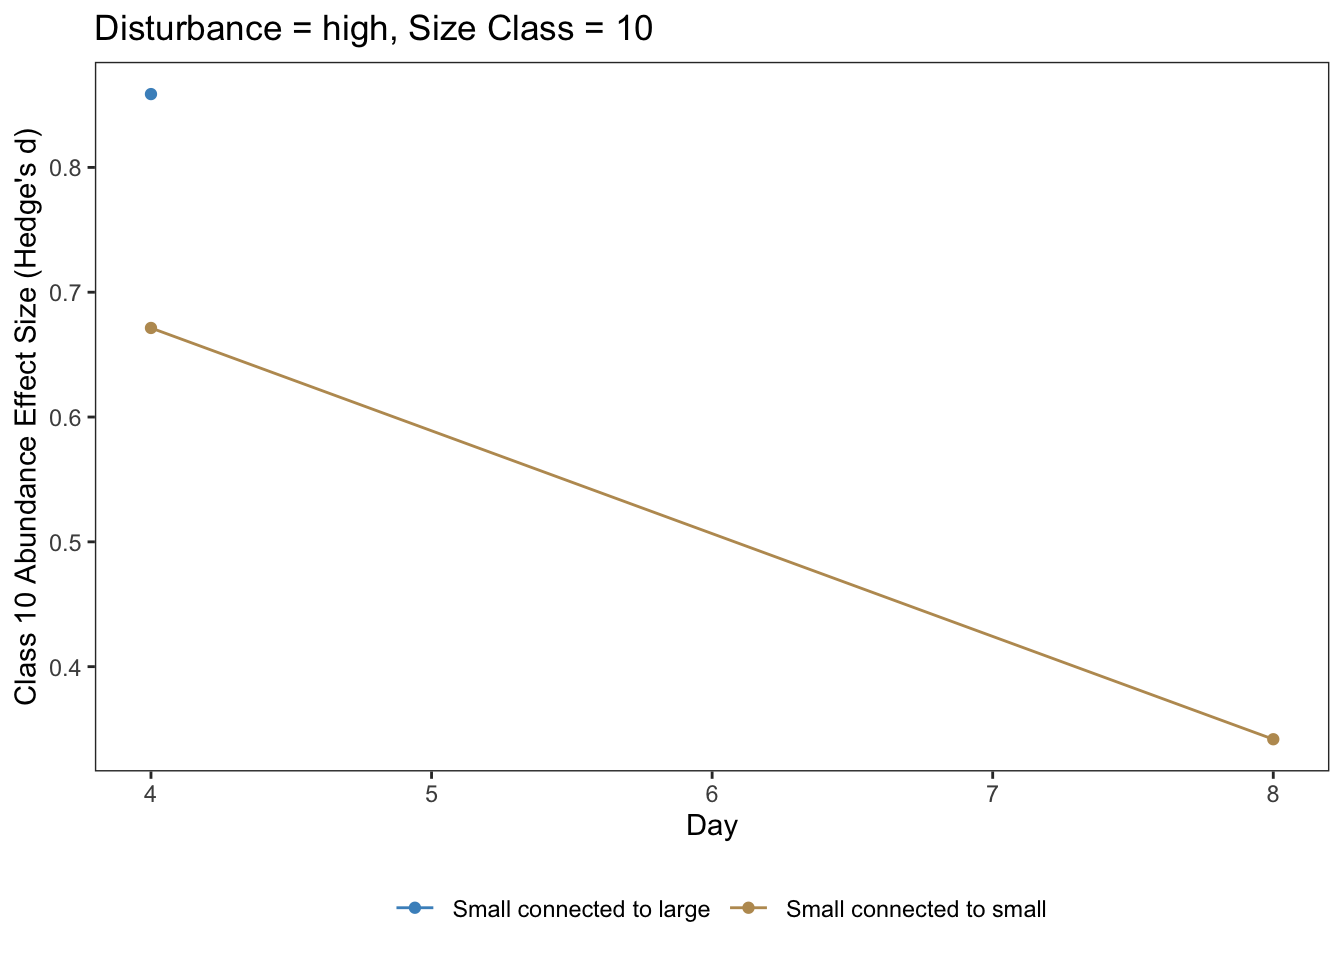 Disturbance = high, Size Class = 10
Class 10 Abundance Effect Size (Hedge's d)
0.8
0.7
0.6
0.5
0.4
4 5 6 7 8
Day
Small connected to large Small connected to small